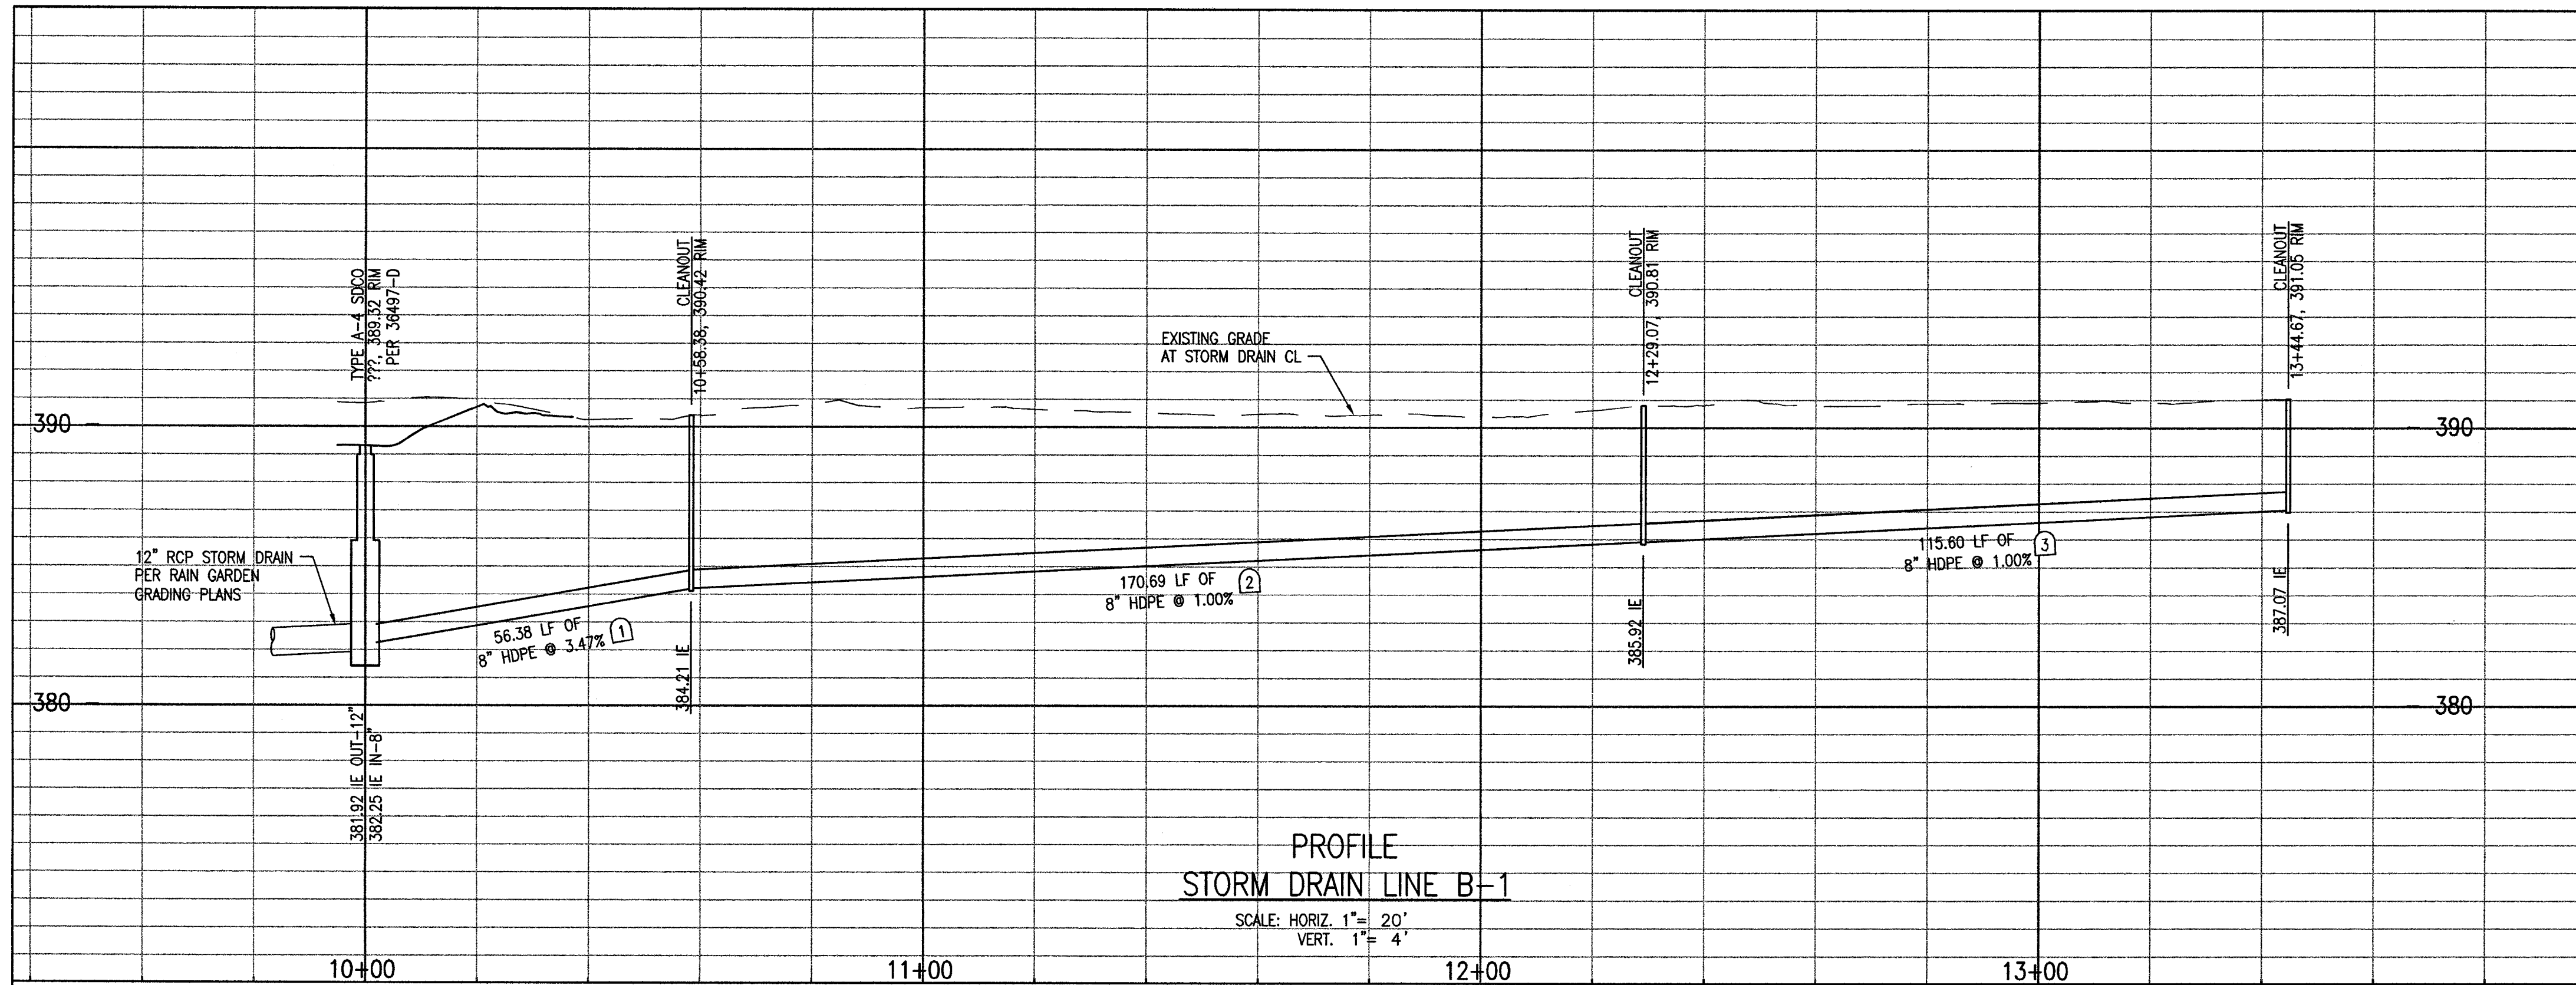 TYPE A-4 SDCO
???, 389.32 RIM
PER 36497-D
CLEANOUT
10+58.38, 390.42 RIM
CLEANOUT
12+29.07, 390.81 RIM
CLEANOUT
13+44.67, 391.05 RIM
EXISTING GRADE
AT STORM DRAIN CL
390
390
12" RCP STORM DRAIN
PER RAIN GARDEN
GRADING PLANS
56.38 LF OF
8" HDPE @ 3.47%
1
170.69 LF OF
8" HDPE @ 1.00%
2
115.60 LF OF
8" HDPE @ 1.00%
3
384.21 IE
385.92 IE
387.07 IE
380
380
381.92 IE OUT-12"
382.25 IE IN-8"
PROFILE
STORM DRAIN LINE B-1
SCALE: HORIZ. 1"= 20'
VERT. 1"= 4'
10+00
11+00
12+00
13+00